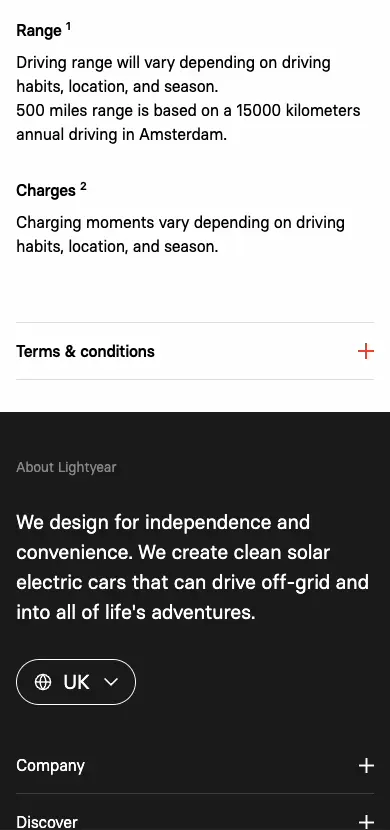 Range 1
Driving range will vary depending on driving
habits, location, and season.
500 miles range is based on a 15000 kilometers
annual driving in Amsterdam.
Charges 2
Charging moments vary depending on driving
habits, location, and season.
Terms & conditions
About Lightyear
We design for independence and
convenience. We create clean solar
electric cars that can drive off-grid and
into all of life's adventures.
UK
Company
Discover